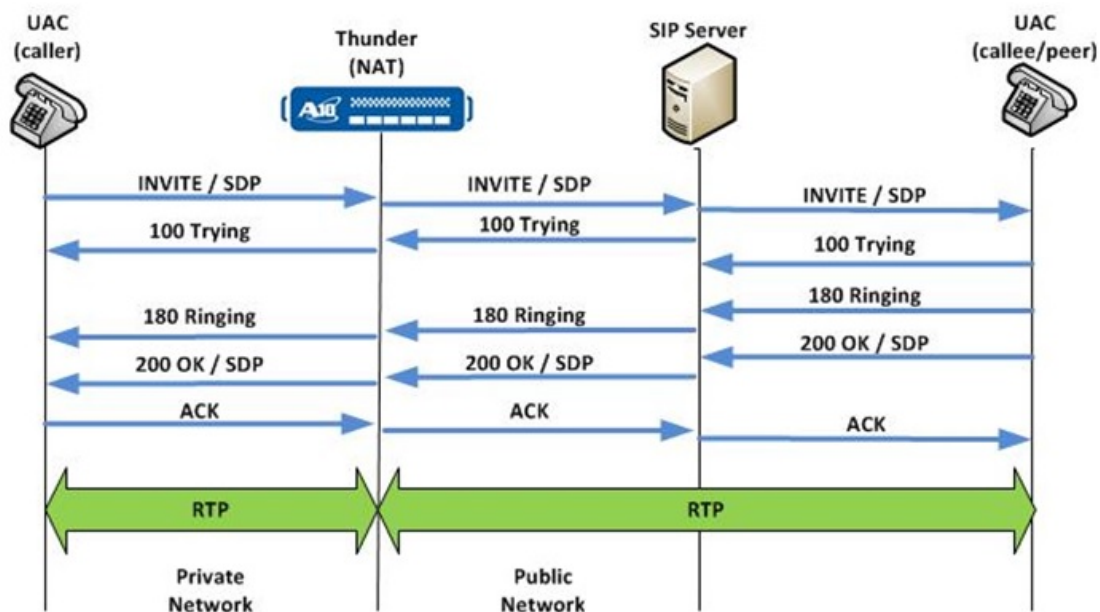 UAC
(caller)
Thunder
(NAT)
SIP Server
UAC
(callee/peer)
A10
INVITE / SDP
INVITE / SDP
INVITE / SDP
100 Trying
100 Trying
100 Trying
180 Ringing
180 Ringing
180 Ringing
200 OK / SDP
200 OK / SDP
200 OK / SDP
ACK
ACK
ACK
RTP
RTP
Private
Network
Public
Network